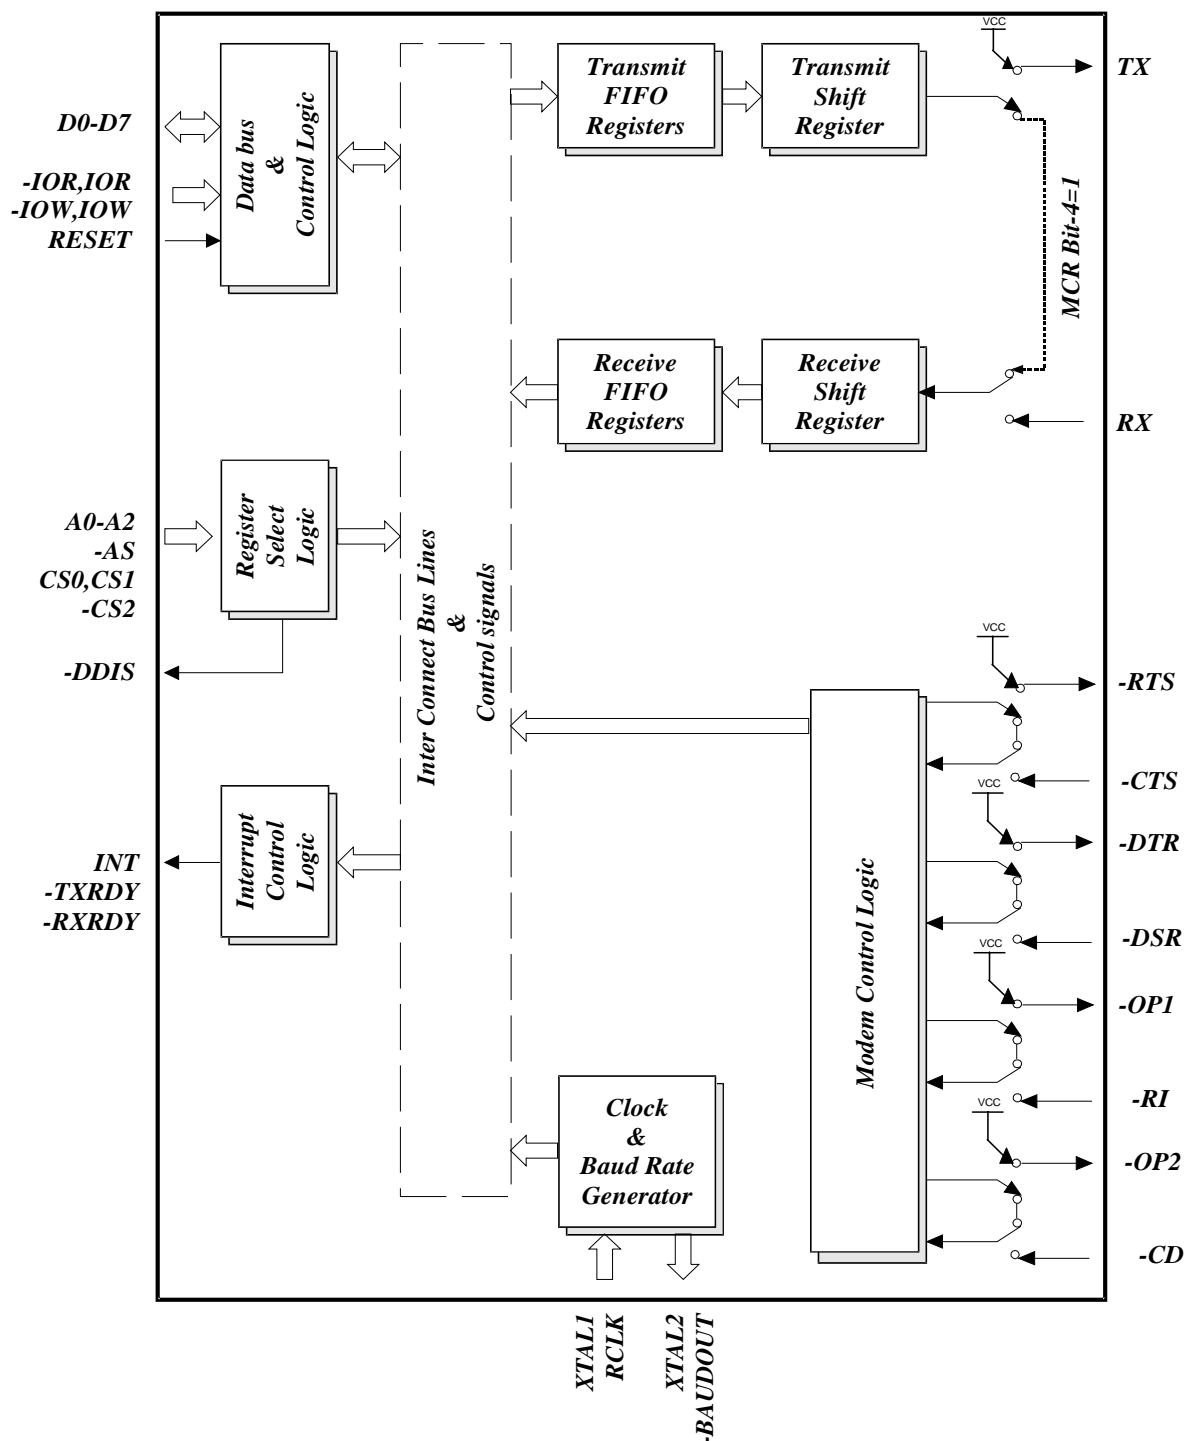 D0-D7
-IOR,IOR
-IOW,IOW
RESET
Data bus
&
Control Logic
A0-A2
-AS
CS0,CS1
-CS2
-DDIS
Register
Select
Logic
INT
-TXRDY
-RXRDY
Interrupt
Control
Logic
Inter Connect Bus Lines
&
Control signals
Transmit
FIFO
Registers
Transmit
Shift
Register
Receive
FIFO
Registers
Receive
Shift
Register
VCC
TX
MCR Bit-4=1
RX
Clock
&
Baud Rate
Generator
XTAL1
RCLK
XTAL2
-BAUDOUT
Modem Control Logic
VCC
-RTS
-CTS
VCC
-DTR
-DSR
VCC
-OP1
-RI
VCC
-OP2
-CD